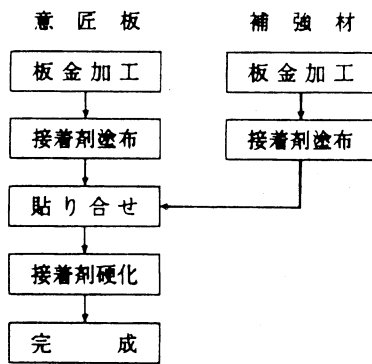 意匠板
補強材
板金加工
板金加工
接着剤塗布
接着剤塗布
貼り合せ
接着剤硬化
完成